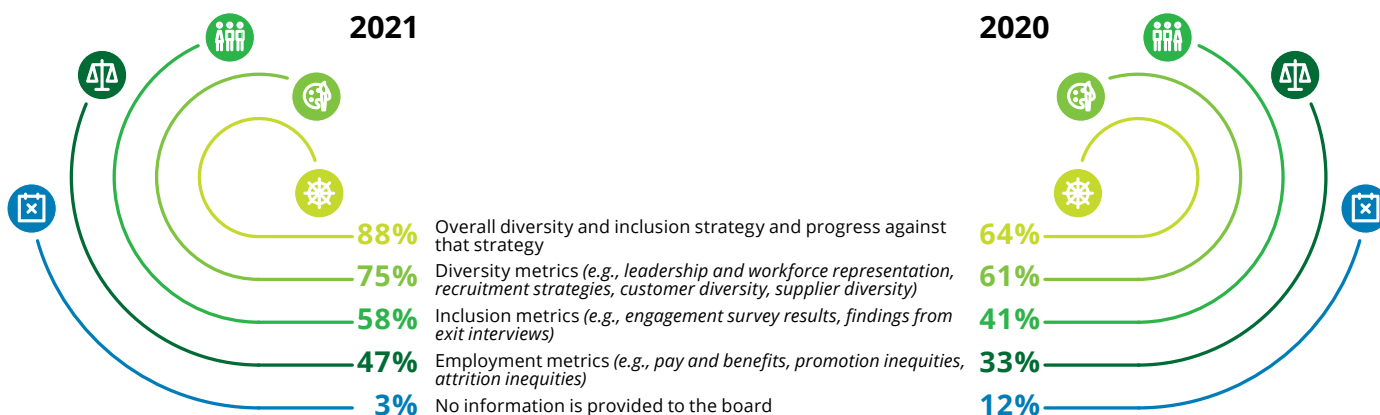 2021
2020
88% Overall diversity and inclusion strategy and progress against 64%
that strategy
75% Diversity metrics (e.g., leadership and workforce representation, 61%
recruitment strategies, customer diversity, supplier diversity)
58% Inclusion metrics (e.g., engagement survey results, findings from 41%
exit interviews)
47% Employment metrics (e.g., pay and benefits, promotion inequities, 33%
attrition inequities)
3% No information is provided to the board 12%